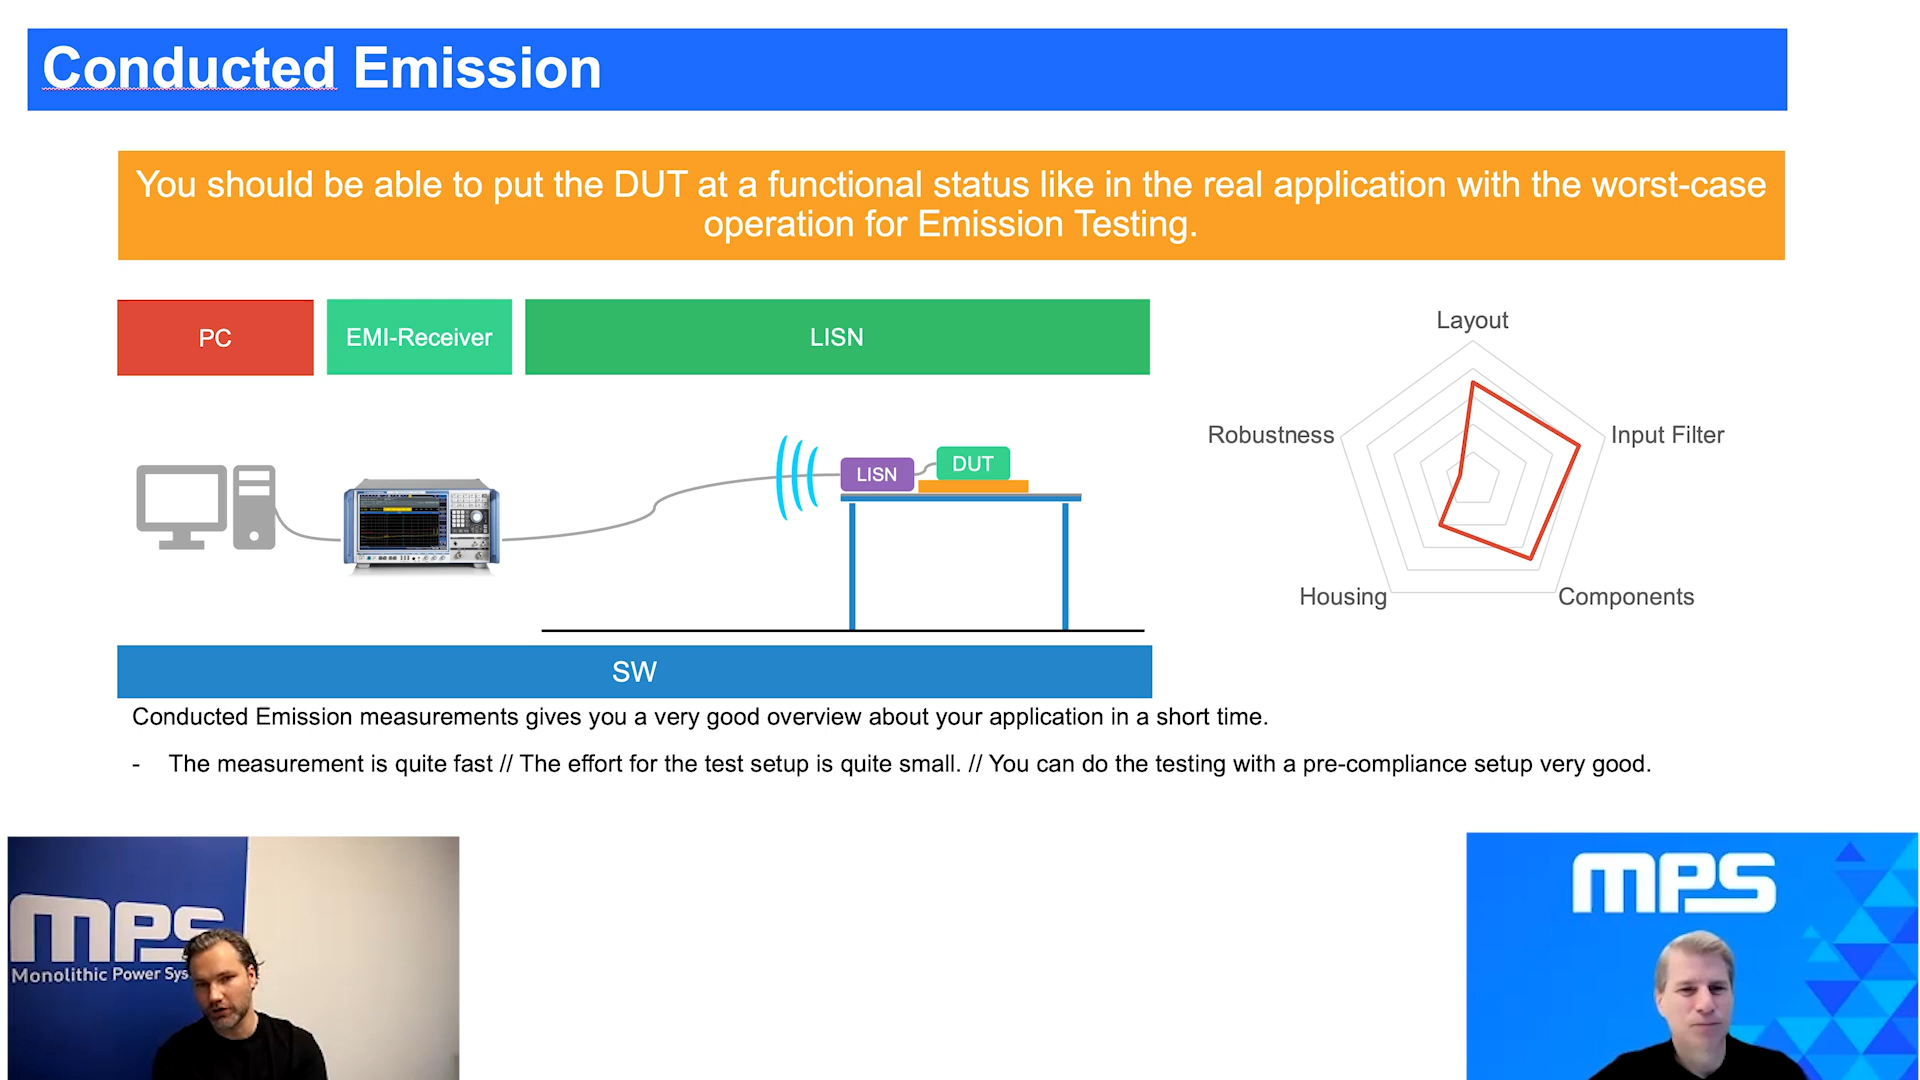 Conducted Emission
You should be able to put the DUT at a functional status like in the real application with the worst-case
operation for Emission Testing.
PC
EMI-Receiver
LISN
Layout
Robustness
Input Filter
LISN
DUT
Housing
Components
SW
Conducted Emission measurements gives you a very good overview about your application in a short time.
- The measurement is quite fast // The effort for the test setup is quite small. // You can do the testing with a pre-compliance setup very good.
mps
Monolithic Power Sys
mps